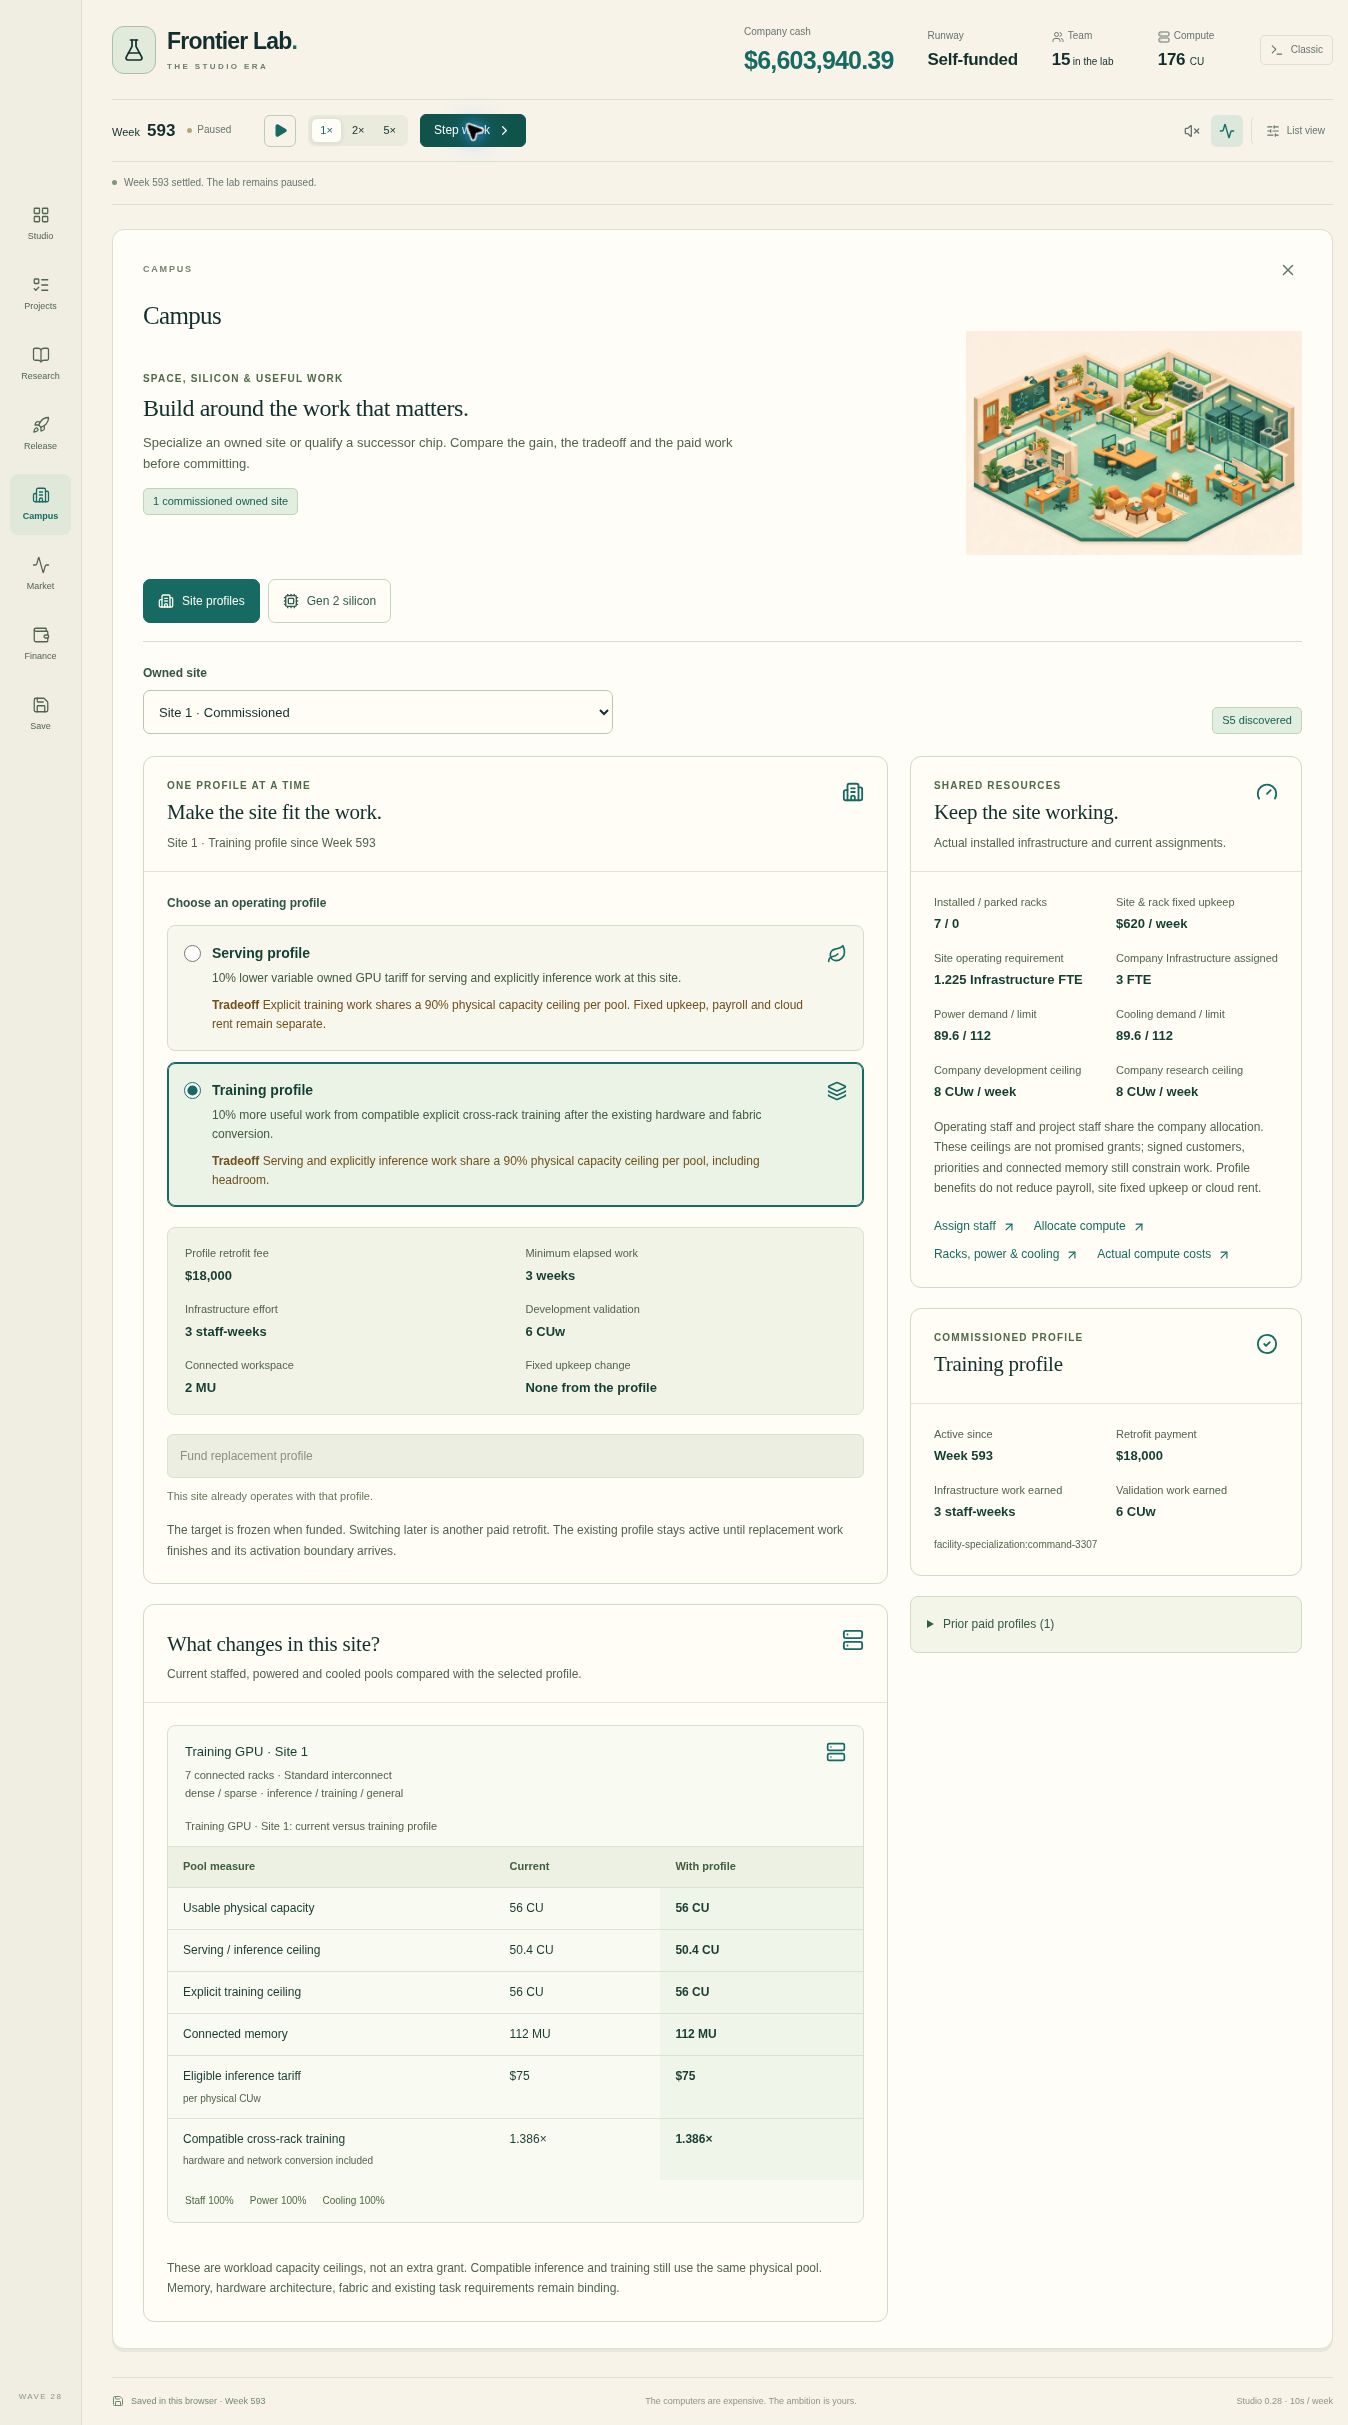 Frontier Lab.
THE STUDIO ERA
Company cash
$6,603,940.39
Runway
Self-funded
Team
15 in the lab
Compute
176 CU
Classic
Week 593
Paused
1×
2×
5×
Step
List view
Week 593 settled. The lab remains paused.
Studio
Projects
Research
Release
Campus
Market
Finance
Save
WAVE 28
CAMPUS
Campus
SPACE, SILICON & USEFUL WORK
Build around the work that matters.
Specialize an owned site or qualify a successor chip. Compare the gain, the tradeoff and the paid work
before committing.
1 commissioned owned site
Site profiles
Gen 2 silicon
Owned site
Site 1 · Commissioned
S5 discovered
ONE PROFILE AT A TIME
Make the site fit the work.
Site 1 · Training profile since Week 593
Choose an operating profile
Serving profile
10% lower variable owned GPU tariff for serving and explicitly inference work at this site.
Tradeoff Explicit training work shares a 90% physical capacity ceiling per pool. Fixed upkeep, payroll and cloud
rent remain separate.
Training profile
10% more useful work from compatible explicit cross-rack training after the existing hardware and fabric
conversion.
Tradeoff Serving and explicitly inference work share a 90% physical capacity ceiling per pool, including
headroom.
Profile retrofit fee
$18,000
Minimum elapsed work
3 weeks
Infrastructure effort
3 staff-weeks
Development validation
6 CUw
Connected workspace
2 MU
Fixed upkeep change
None from the profile
Fund replacement profile
This site already operates with that profile.
The target is frozen when funded. Switching later is another paid retrofit. The existing profile stays active until replacement work
finishes and its activation boundary arrives.
What changes in this site?
Current staffed, powered and cooled pools compared with the selected profile.
Training GPU · Site 1
7 connected racks · Standard interconnect
dense / sparse · inference / training / general
Training GPU · Site 1: current versus training profile
Pool measure Current With profile
Usable physical capacity 56 CU 56 CU
Serving / inference ceiling 50.4 CU 50.4 CU
Explicit training ceiling 56 CU 56 CU
Connected memory 112 MU 112 MU
Eligible inference tariff $75 $75
per physical CUw
Compatible cross-rack training 1.386× 1.386×
hardware and network conversion included
Staff 100% Power 100% Cooling 100%
These are workload capacity ceilings, not an extra grant. Compatible inference and training still use the same physical pool.
Memory, hardware architecture, fabric and existing task requirements remain binding.
SHARED RESOURCES
Keep the site working.
Actual installed infrastructure and current assignments.
Installed / parked racks
7 / 0
Site & rack fixed upkeep
$620 / week
Site operating requirement
1.225 Infrastructure FTE
Company Infrastructure assigned
3 FTE
Power demand / limit
89.6 / 112
Cooling demand / limit
89.6 / 112
Company development ceiling
8 CUw / week
Company research ceiling
8 CUw / week
Operating staff and project staff share the company allocation.
These ceilings are not promised grants; signed customers,
priorities and connected memory still constrain work. Profile
benefits do not reduce payroll, site fixed upkeep or cloud rent.
Assign staff
Allocate compute
Racks, power & cooling
Actual compute costs
COMMISSIONED PROFILE
Training profile
Active since
Week 593
Retrofit payment
$18,000
Infrastructure work earned
3 staff-weeks
Validation work earned
6 CUw
facility-specialization:command-3307
Prior paid profiles (1)
Saved in this browser · Week 593
The computers are expensive. The ambition is yours.
Studio 0.28 · 10s / week